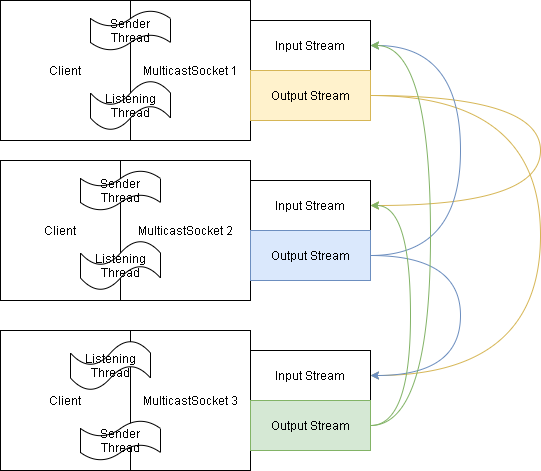 Sender
Thread
Input Stream
Client
MulticastSocket 1
Output Stream
Listening
Thread
Sender
Thread
Input Stream
Client
MulticastSocket 2
Output Stream
Listening
Thread
Listening
Thread
Input Stream
Client
MulticastSocket 3
Output Stream
Sender
Thread